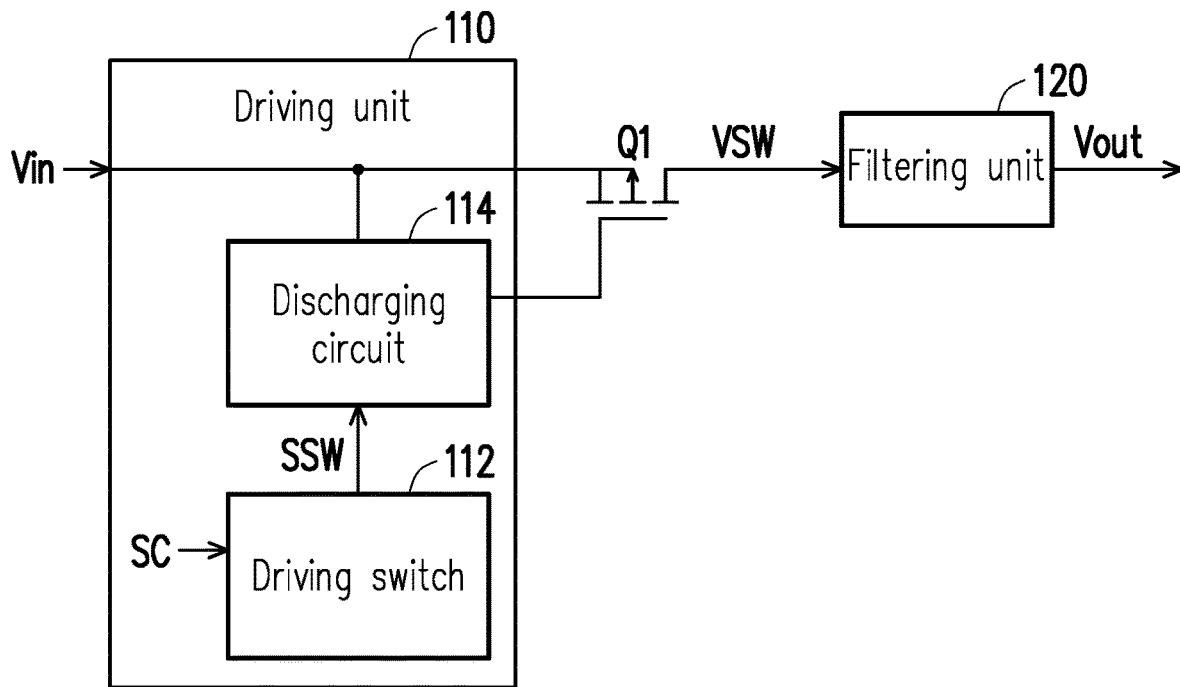 110
Driving unit
120
Vin
Q1
VSW
Filtering unit
Vout
114
Discharging
circuit
SSW
112
SC
Driving switch